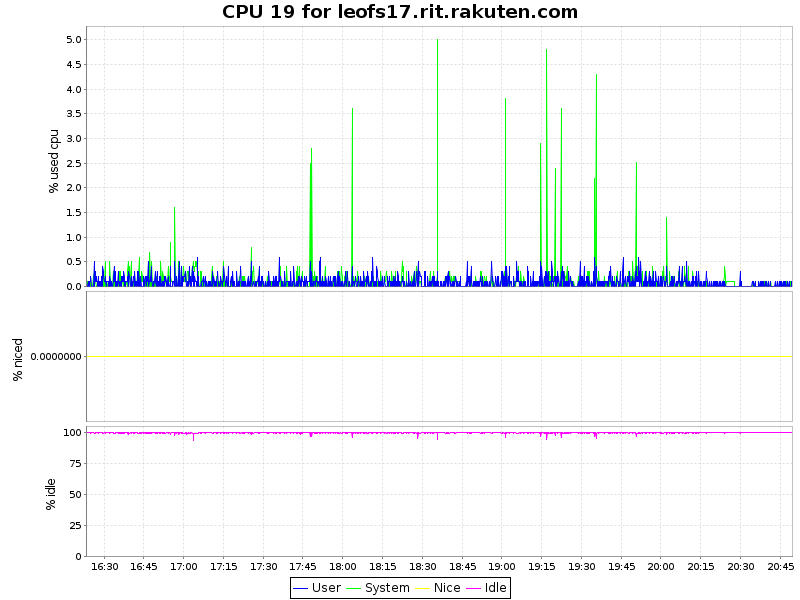 CPU 19 for leofs17.rit.rakuten.com
5.0
4.5
4.0
3.5
3.0
2.5
2.0
1.5
1.0
0.5
0.0
% used cpu
0.0000000
% niced
100
75
50
25
0
% idle
16:30 16:45 17:00 17:15 17:30 17:45 18:00 18:15 18:30 18:45 19:00 19:15 19:30 19:45 20:00 20:15 20:30 20:45
User System Nice Idle